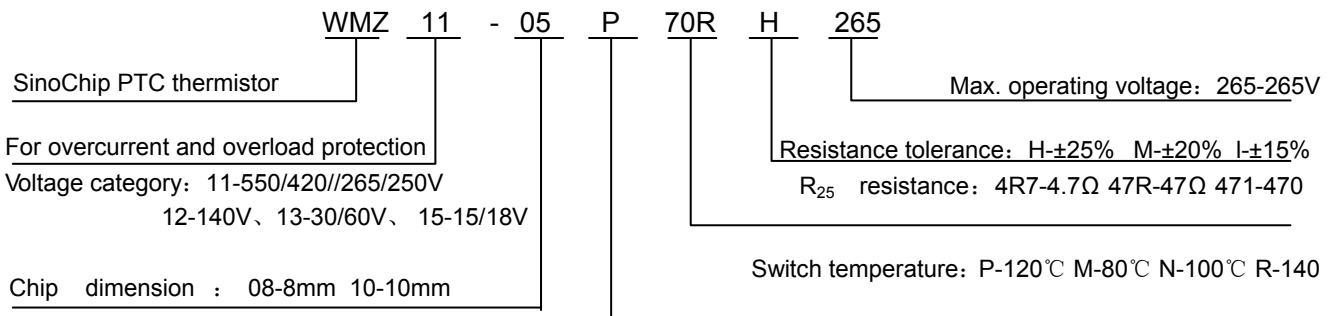 WMZ 11 - 05 P 70R H 265
SinoChip PTC thermistor
Max. operating voltage：265-265V
For overcurrent and overload protection
Resistance tolerance：H-±25% M-±20% I-±15%
Voltage category：11-550/420//265/250V
R25 resistance：4R7-4.7Ω 47R-47Ω 471-470
12-140V、13-30/60V、 15-15/18V
Switch temperature：P-120℃ M-80℃ N-100℃ R-140
Chip dimension ： 08-8mm 10-10mm